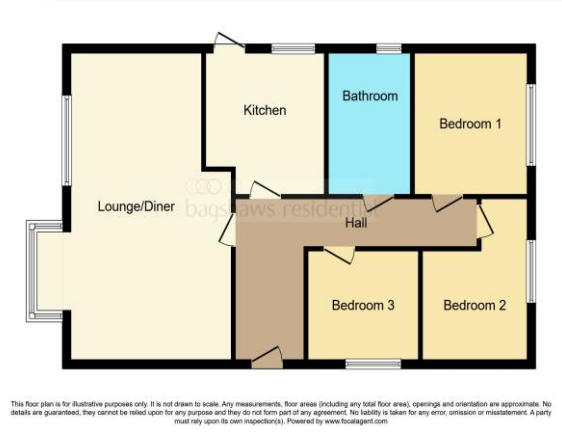 Kitchen
Bathroom
Bedroom 1
Lounge/Diner
bagshaws residential
Hall
Bedroom 3
Bedroom 2
This floor plan is for illustrative purposes only. It is not drawn to scale. Any measurements, floor areas (including any total floor area), openings and orientation are approximate. No
details are guaranteed, they cannot be relied upon for any purpose and they do not form part of any agreement. No liability is taken for any error, omission or misstatement. A party
must rely upon its own inspection(s). Powered by www.focalagent.com